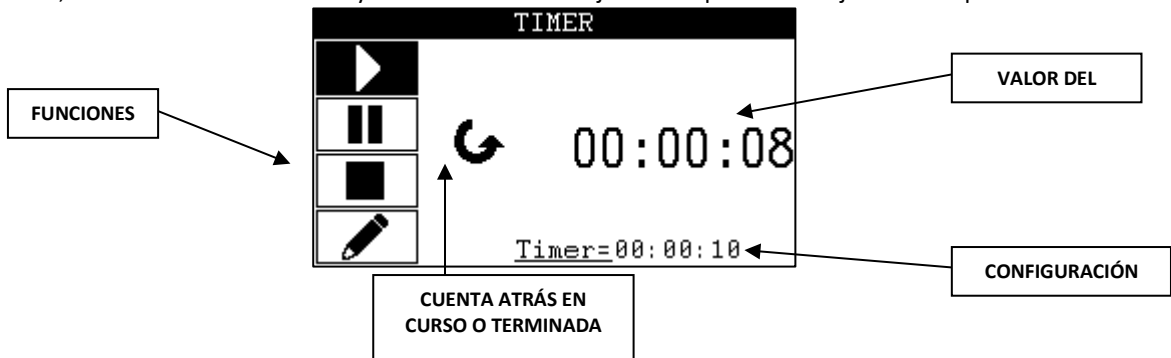 TIMER
FUNCIONES
VALOR DEL
00:00:08
Timer=00:00:10
CONFIGURACIÓN
CUENTA ATRÁS EN
CURSO O TERMINADA